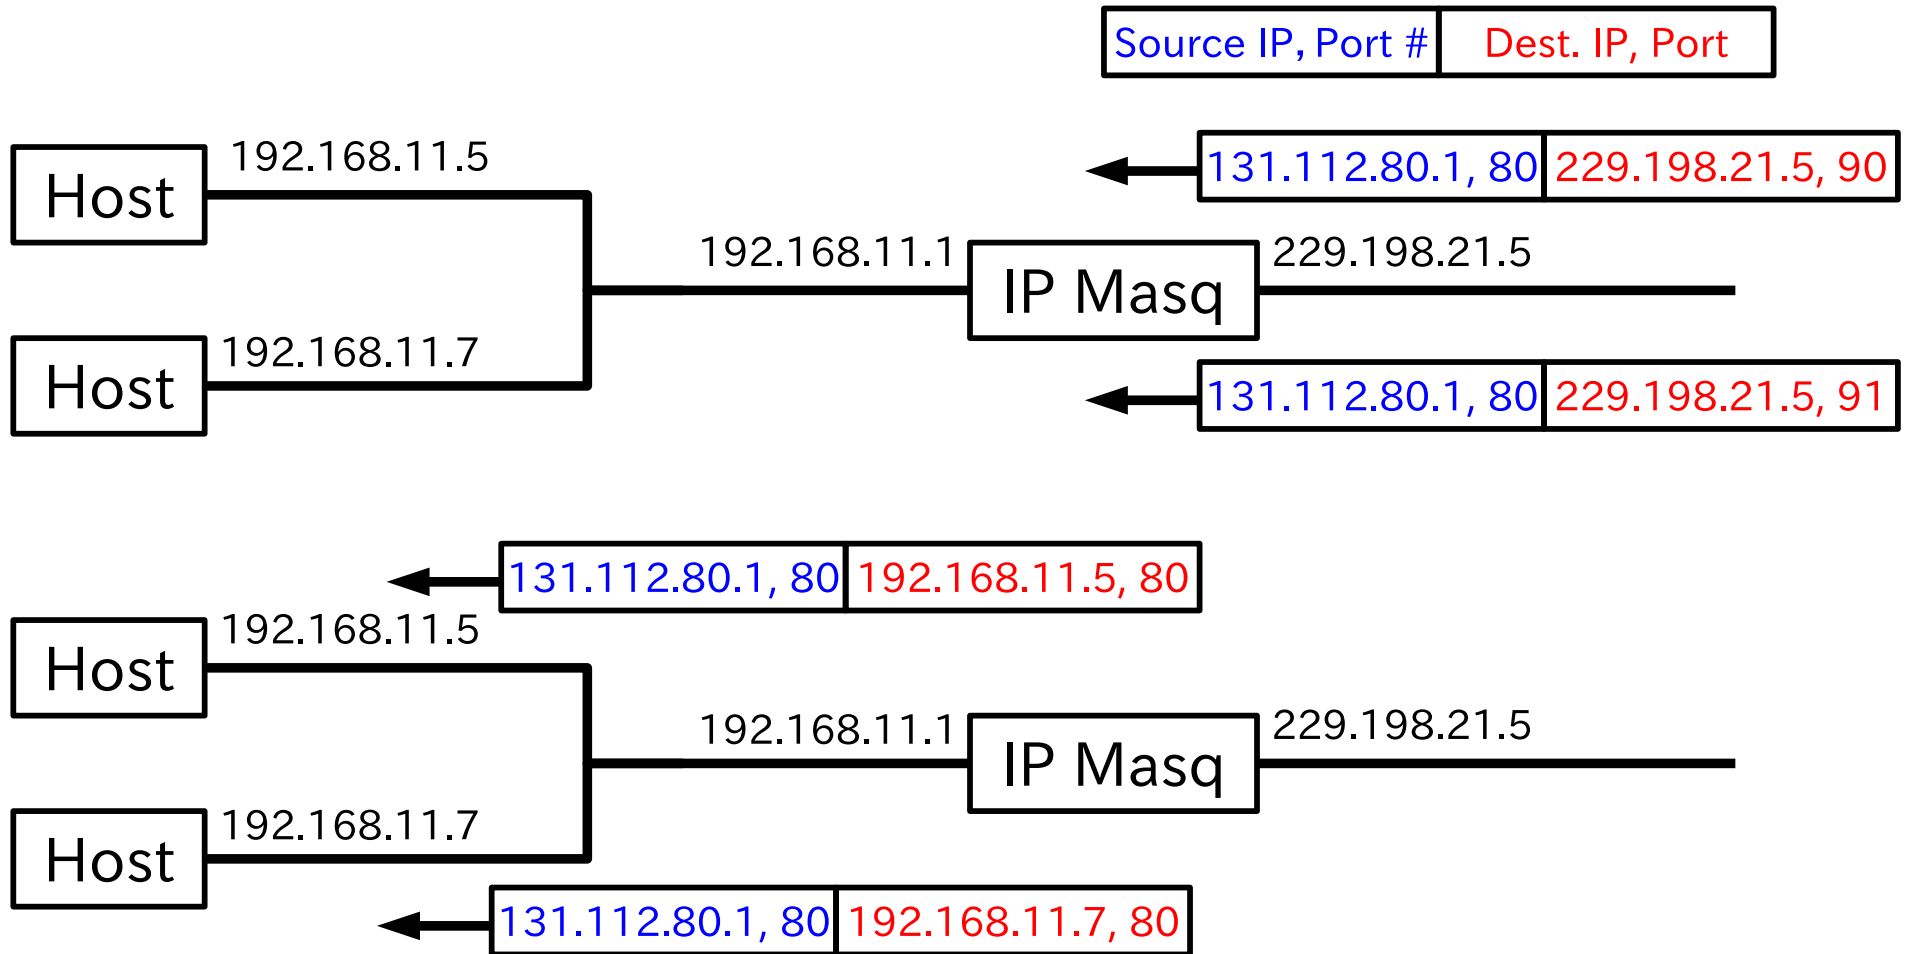 Source IP, Port # Dest. IP, Port
131.112.80.1, 80 229.198.21.5, 90
192.168.11.5
Host
192.168.11.1
IP Masq
229.198.21.5
192.168.11.7
Host
131.112.80.1, 80 229.198.21.5, 91
131.112.80.1, 80 192.168.11.5, 80
192.168.11.5
Host
192.168.11.1
IP Masq
229.198.21.5
192.168.11.7
Host
131.112.80.1, 80 192.168.11.7, 80